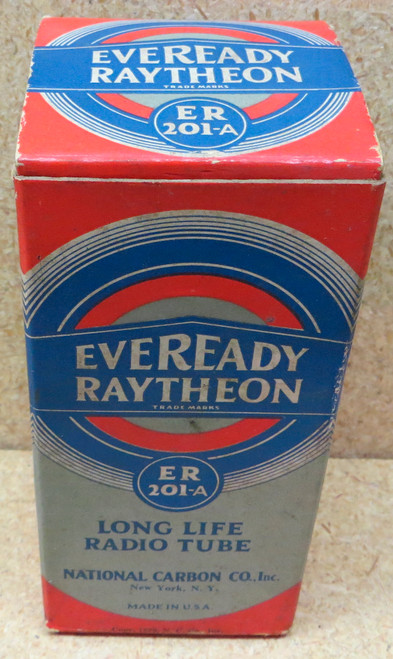 EVEREADY
RAYTHEON
TRADE MARKS
ER
201-A
EVEREADY
RAYTHEON
TRADE MARKS
ER
201-A
LONG LIFE
RADIO TUBE
NATIONAL CARBON CO., Inc.
New York, N. Y.
MADE IN U.S.A.